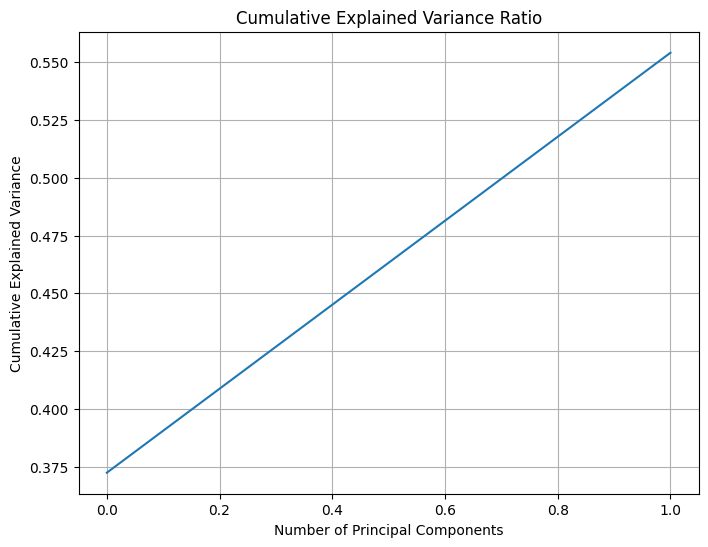 Cumulative Explained Variance Ratio
Cumulative Explained Variance
0.550
0.525
0.500
0.475
0.450
0.425
0.400
0.375
0.0 0.2 0.4 0.6 0.8 1.0
Number of Principal Components